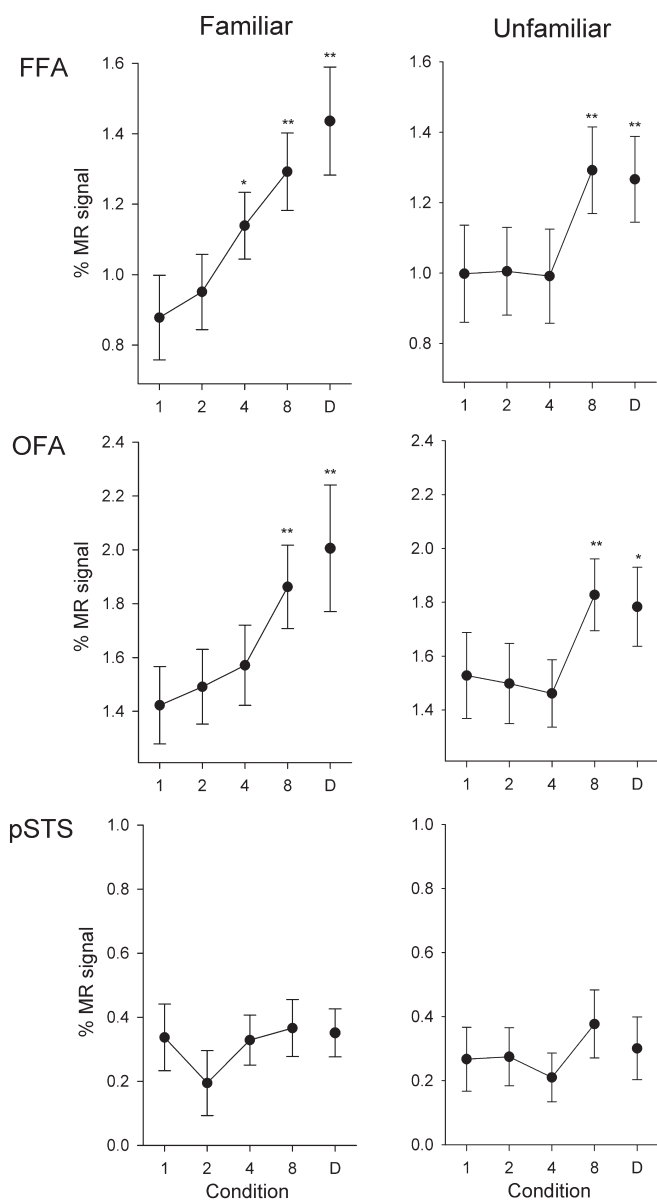 Familiar Unfamiliar
FFA
1.6 1.6
** 
1.4 ** 1.4 ** **
* 
1.2 1.2
% MR signal
1.0 1.0
0.8 0.8
1 2 4 8 D 1 2 4 8 D
OFA
2.4 2.4
**
2.2 2.2
**
2.0 2.0 ** *
1.8 1.8
% MR signal
1.6 1.6
1.4 1.4
1 2 4 8 D 1 2 4 8 D
pSTS
1.0 1.0
0.8 0.8
0.6 0.6
% MR signal
0.4 0.4
0.2 0.2
0.0 0.0
1 2 4 8 D 1 2 4 8 D
Condition Condition